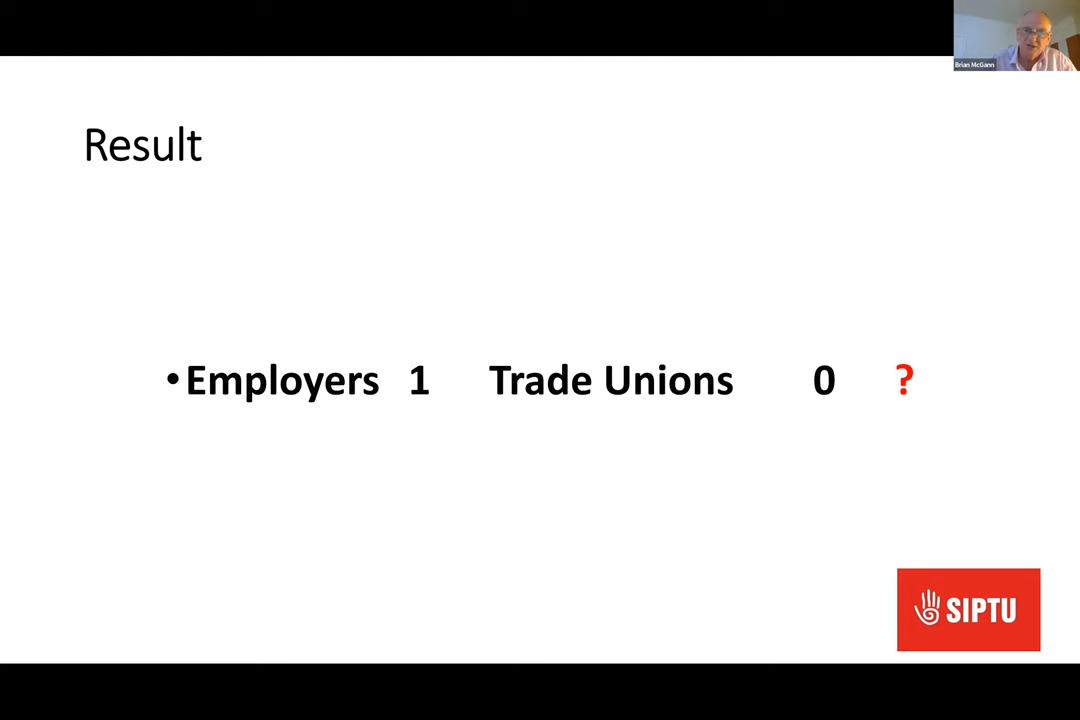 Brian McGann
Result
•Employers 1 Trade Unions 0 ?
SIPTU